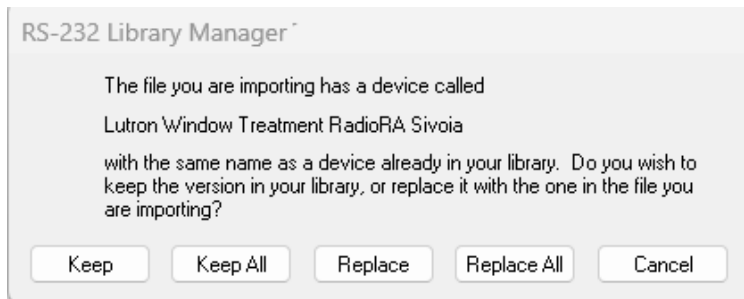 RS-232 Library Manager
The file you are importing has a device called
Lutron Window Treatment RadioRA Sivoia
with the same name as a device already in your library. Do you wish to
keep the version in your library, or replace it with the one in the file you
are importing?
Keep Keep All Replace Replace All Cancel